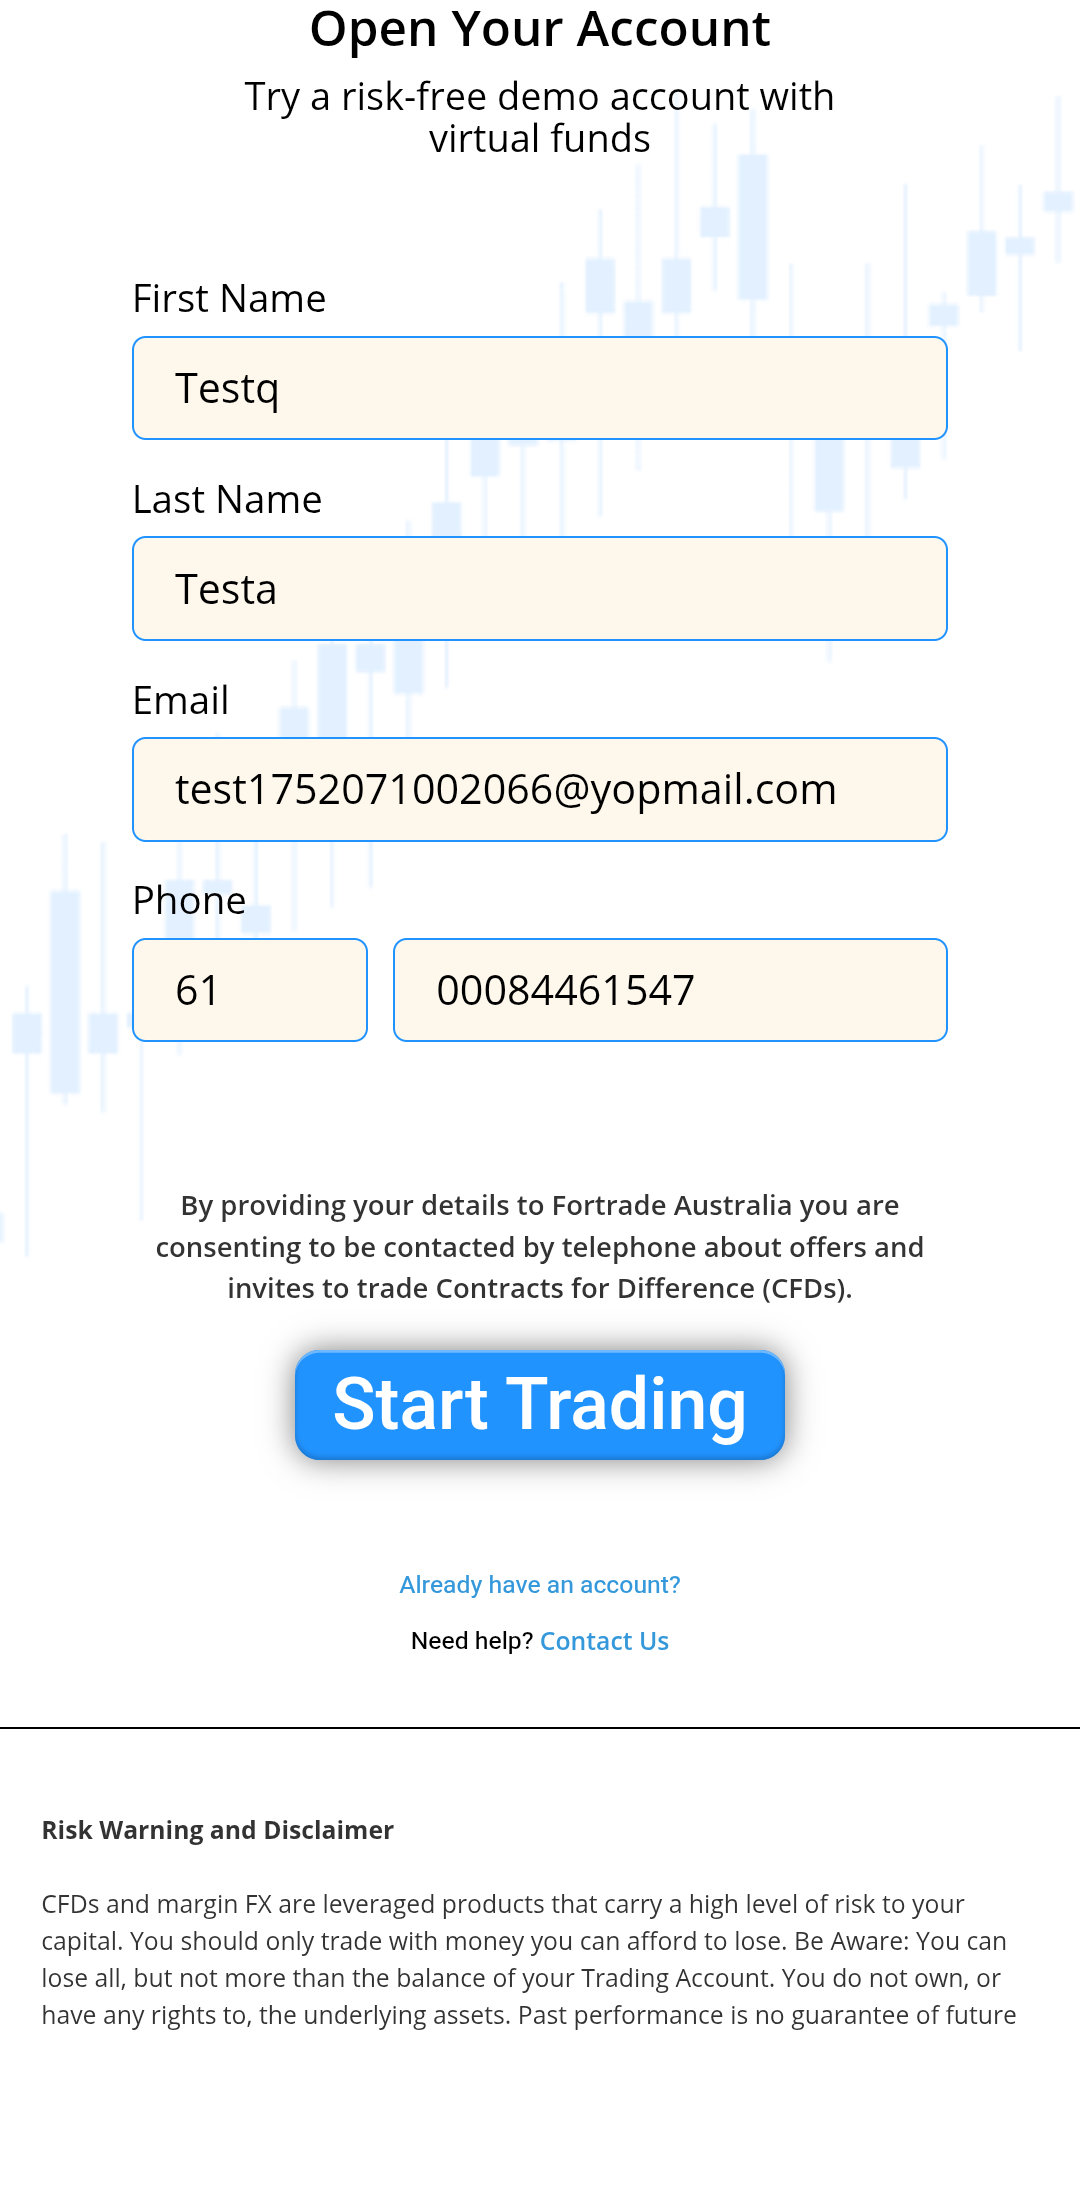 Open Your Account
Try a risk-free demo account with
virtual funds
First Name
Testq
Last Name
Testa
Email
test1752071002066@yopmail.com
Phone
61 00084461547
By providing your details to Fortrade Australia you are
consenting to be contacted by telephone about offers and
invites to trade Contracts for Difference (CFDs).
Start Trading
Already have an account?
Need help? Contact Us
Risk Warning and Disclaimer
CFDs and margin FX are leveraged products that carry a high level of risk to your
capital. You should only trade with money you can afford to lose. Be Aware: You can
lose all, but not more than the balance of your Trading Account. You do not own, or
have any rights to, the underlying assets. Past performance is no guarantee of future